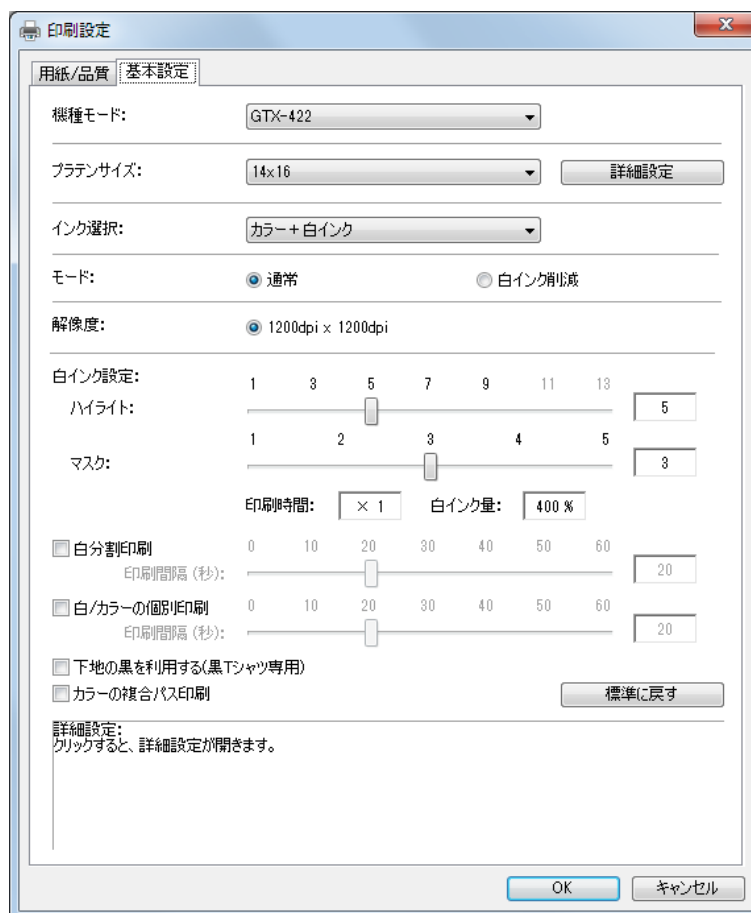 印刷設定
用紙/品質 基本設定
機種モード: GTX-422
プラテンサイズ: 14x16 詳細設定
インク選択: カラー+白インク
モード: 通常 白インク削減
解像度: 1200dpi x 1200dpi
白インク設定:
1 3 5 7 9 11 13
ハイライト: 5
1 2 3 4 5
マスク: 3
印刷時間: × 1 白インク量: 400 %
白分割印刷 0 10 20 30 40 50 60
印刷間隔 (秒): 20
白/カラーの個別印刷 0 10 20 30 40 50 60
印刷間隔 (秒): 20
下地の黒を利用する(黒Tシャツ専用)
カラーの複合パス印刷 標準に戻す
詳細設定:
クリックすると、詳細設定が開きます。
OK キャンセル